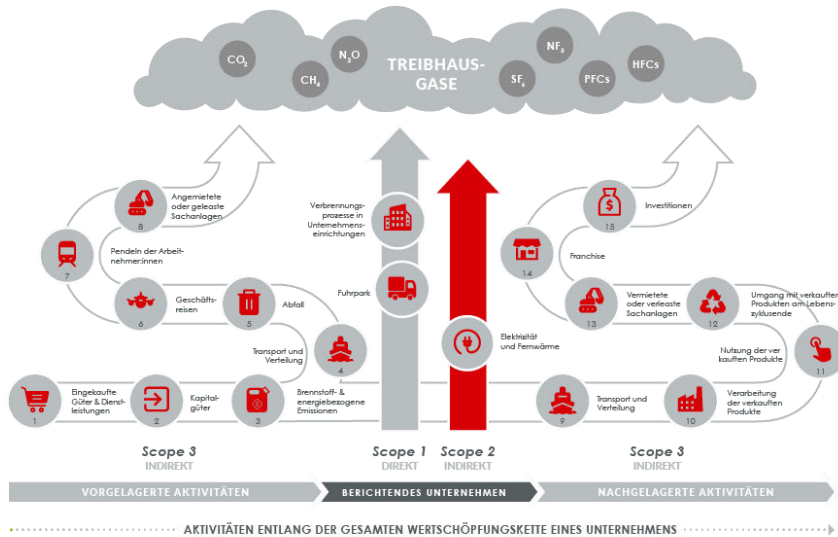 CO₂
CH₄
N₂O
TREIBHAUS-
GASE
SF₆
NF₃
PFCs
HFCs
Angemietete
oder geleaste
Sachanlagen
8
Pendeln der Arbeit-
nehmer:innen
7
6
Geschäfts-
reisen
5
Abfall
Transport und
Verteilung
4
1
Eingekaufte
Güter & Dienst-
leistungen
2
Kapital-
güter
3
Brennstoff- &
energiebezogene
Emissionen
Verbrennungs-
prozesse in
Unternehmens-
einrichtungen
Fuhrpark
Elektrizität
und Fernwärme
15
Investitionen
14
Franchise
13
Vermietete oder verleaste
Sachanlagen
12
Umgang mit verkauften
Produkten am Lebens-
zyklusende
Nutzung der ver
kauften Produkte
11
9
Transport und
Verteilung
10
Verarbeitung
der verkauften
Produkte
Scope 3
INDIREKT
Scope 1
DIREKT
Scope 2
INDIREKT
Scope 3
INDIREKT
VORGELAGERTE AKTIVITÄTEN
BERICHTENDES UNTERNEHMEN
NACHGELAGERTE AKTIVITÄTEN
AKTIVITÄTEN ENTLANG DER GESAMTEN WERTSCHÖPFUNGSKETTE EINES UNTERNEHMENS